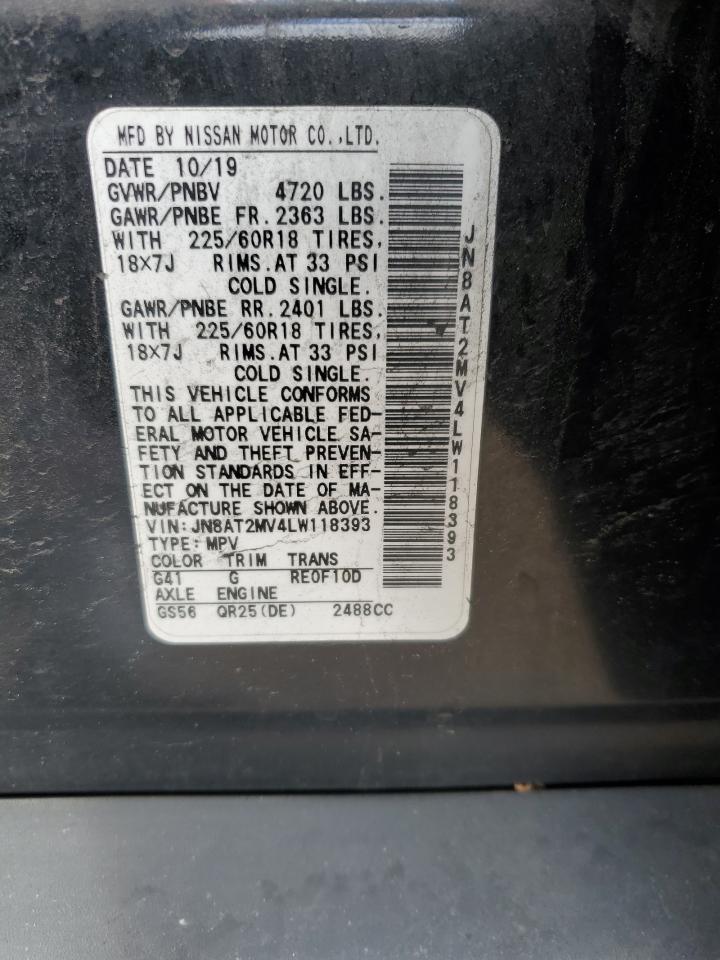 MFD BY NISSAN MOTOR CO.,LTD.
DATE 10/19
GVWR/PNBV 4720 LBS.
GAWR/PNBE FR.2363 LBS.
WITH 225/60R18 TIRES,
18×7J RIMS.AT 33 PSI
COLD SINGLE.
GAWR/PNBE RR.2401 LBS.
WITH 225/60R18 TIRES,
18×7J RIMS.AT 33 PSI
COLD SINGLE.
THIS VEHICLE CONFORMS
TO ALL APPLICABLE FED-
ERAL MOTOR VEHICLE SA-
FETY AND THEFT PREVEN-
TION STANDARDS IN EFF-
ECT ON THE DATE OF MA-
NUFACTURE SHOWN ABOVE.
VIN:JN8AT2MV4LW118393
TYPE:MPV
COLOR TRIM TRANS
G41 G RE0F10D
AXLE ENGINE
GS56 QR25(DE) 2488CC
JN8AT2MV4LW118393